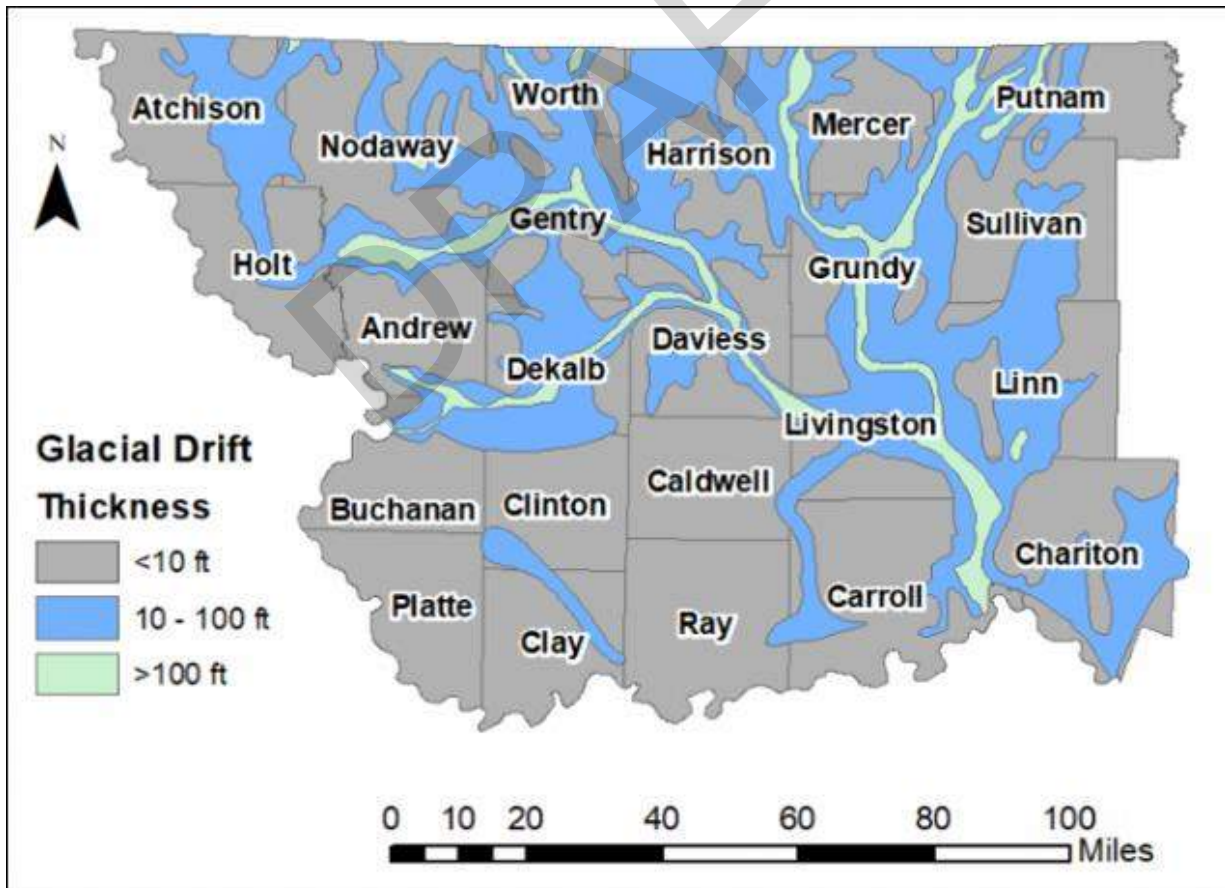 DRAFT
Worth
Putnam
Atchison
Mercer
Nodaway
Harrison
N
Gentry
Sullivan
Holt
Grundy
Andrew
Daviess
Dekalb
Linn
Livingston
Glacial Drift
Thickness
<10 ft
10 - 100 ft
>100 ft
Caldwell
Buchanan
Clinton
Chariton
Platte
Carroll
Clay
Ray
0 10 20 40 60 80 100
Miles